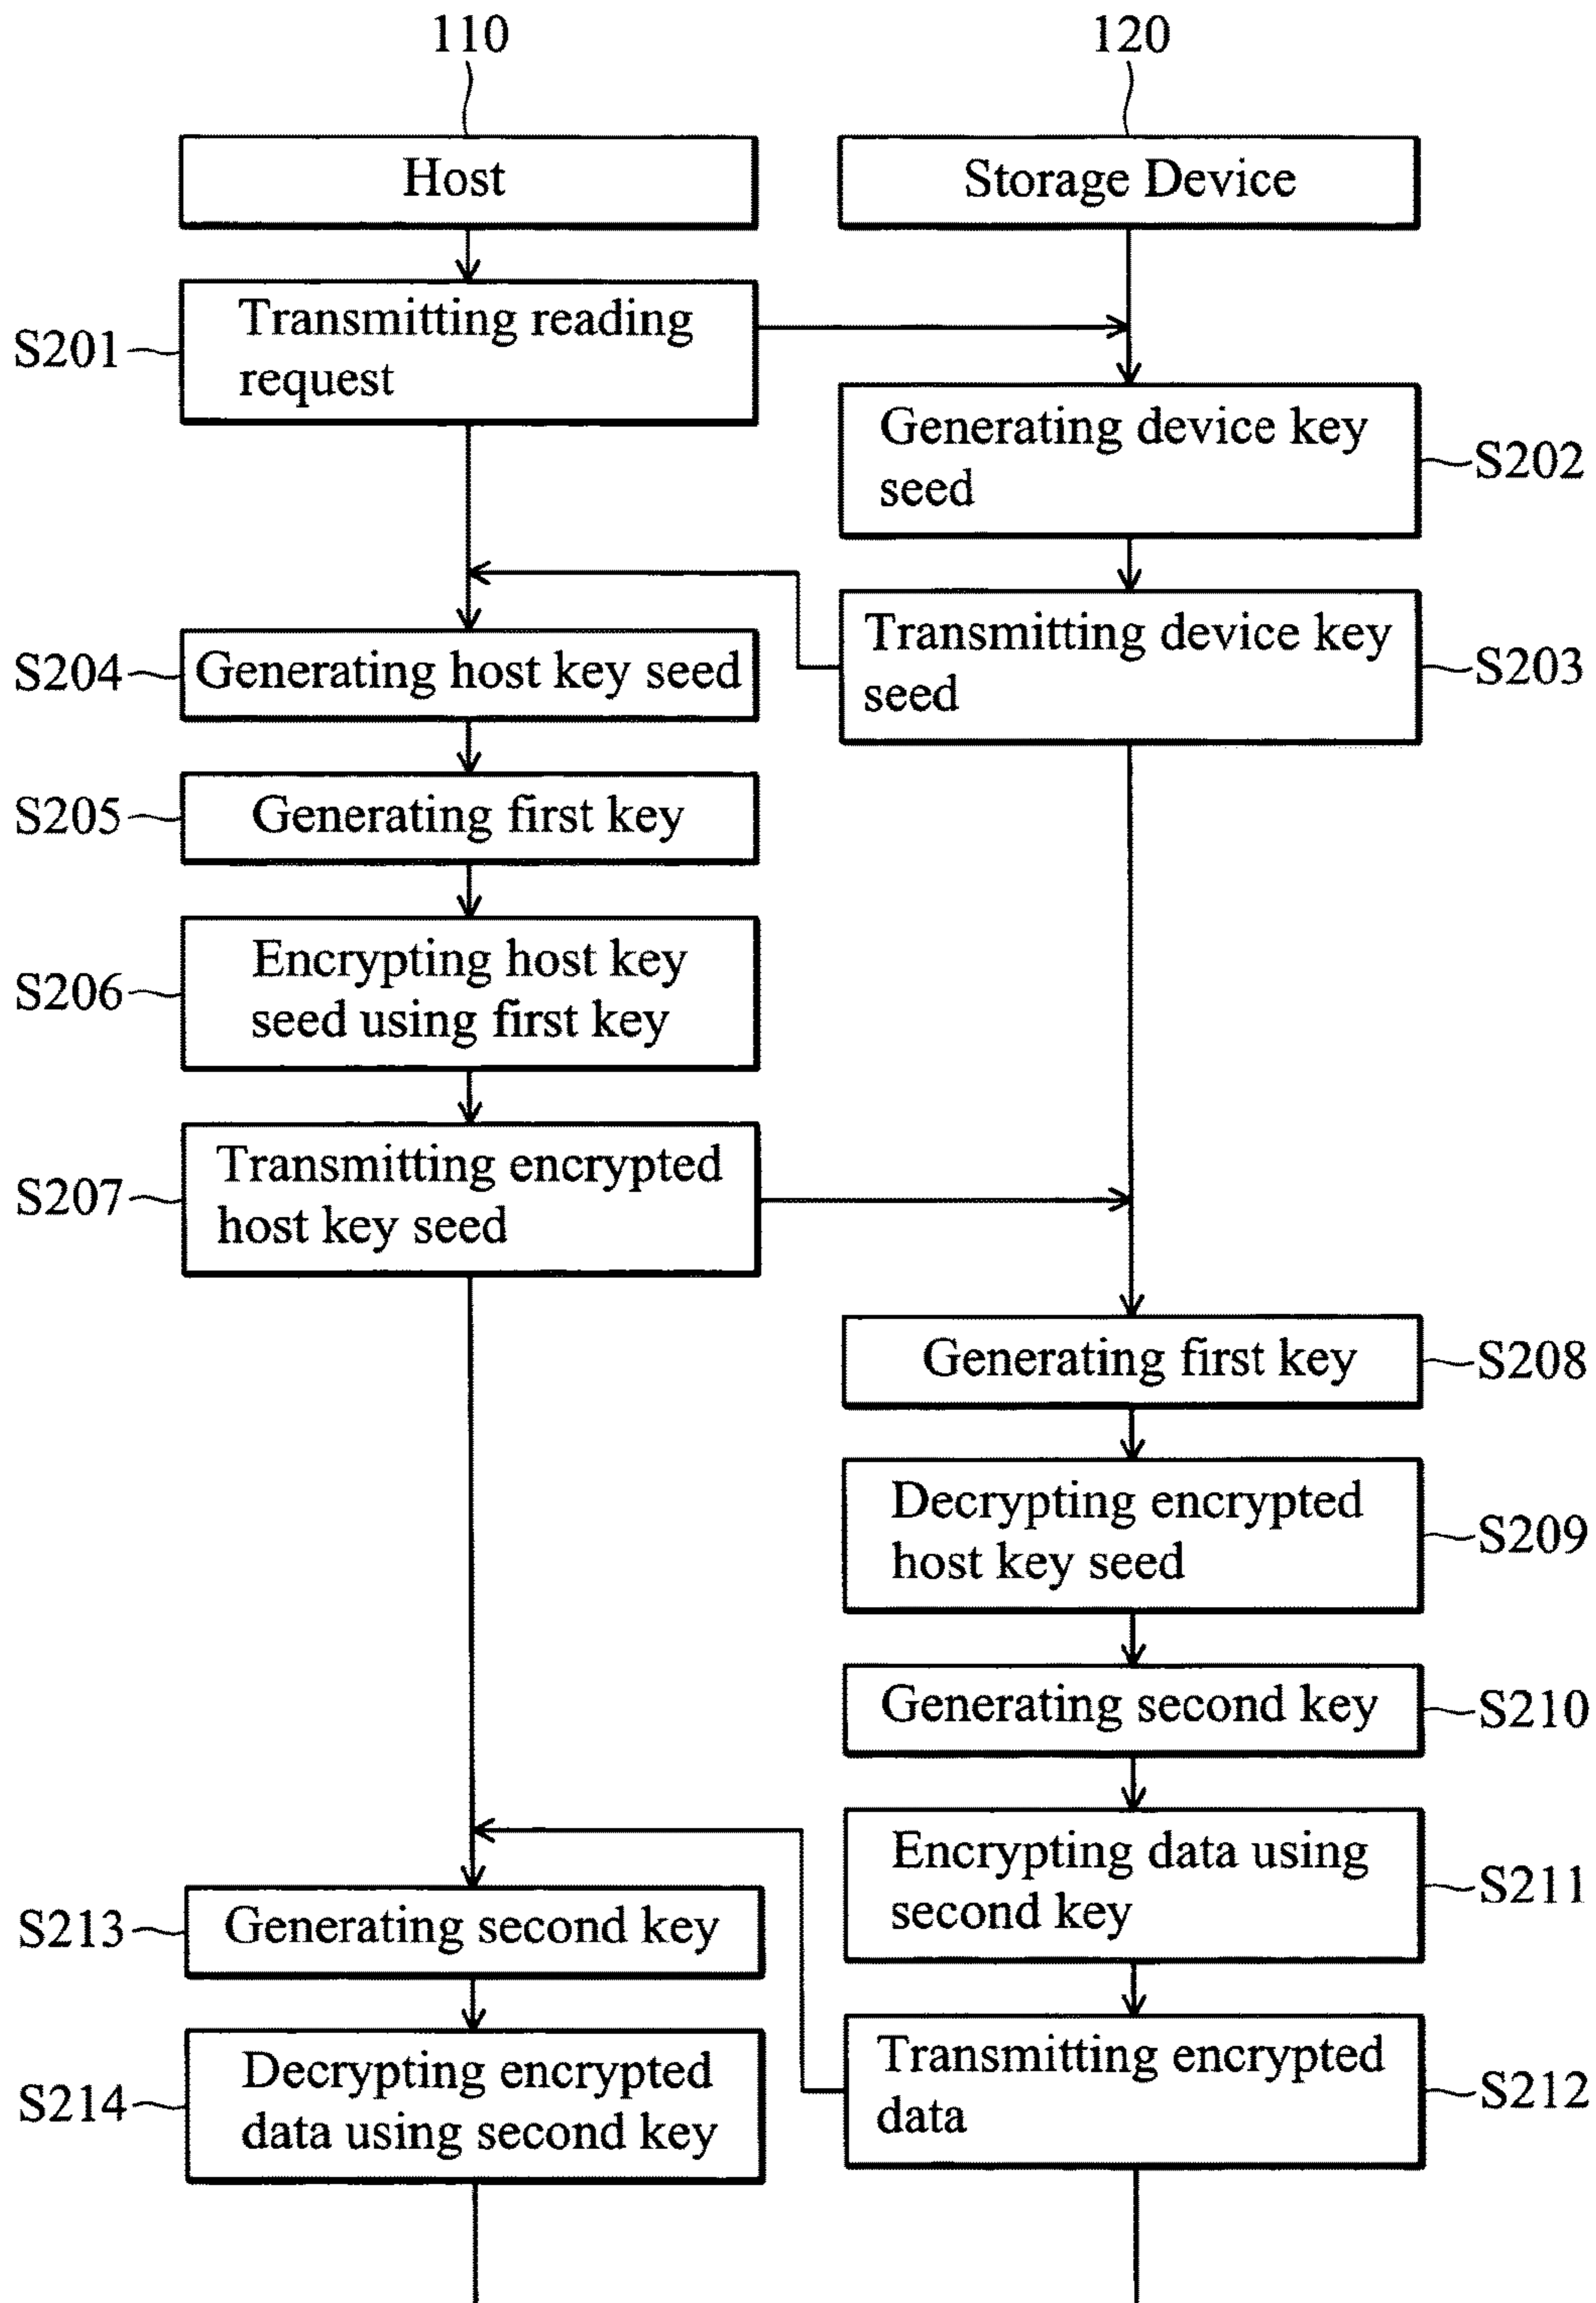 110
120
Host
Storage Device
S201
Transmitting reading
request
Generating device key
seed
S202
Transmitting device key
seed
S203
S204
Generating host key seed
S205
Generating first key
S206
Encrypting host key
seed using first key
S207
Transmitting encrypted
host key seed
Generating first key
S208
Decrypting encrypted
host key seed
S209
Generating second key
S210
Encrypting data using
second key
S211
S213
Generating second key
Transmitting encrypted
data
S212
S214
Decrypting encrypted
data using second key